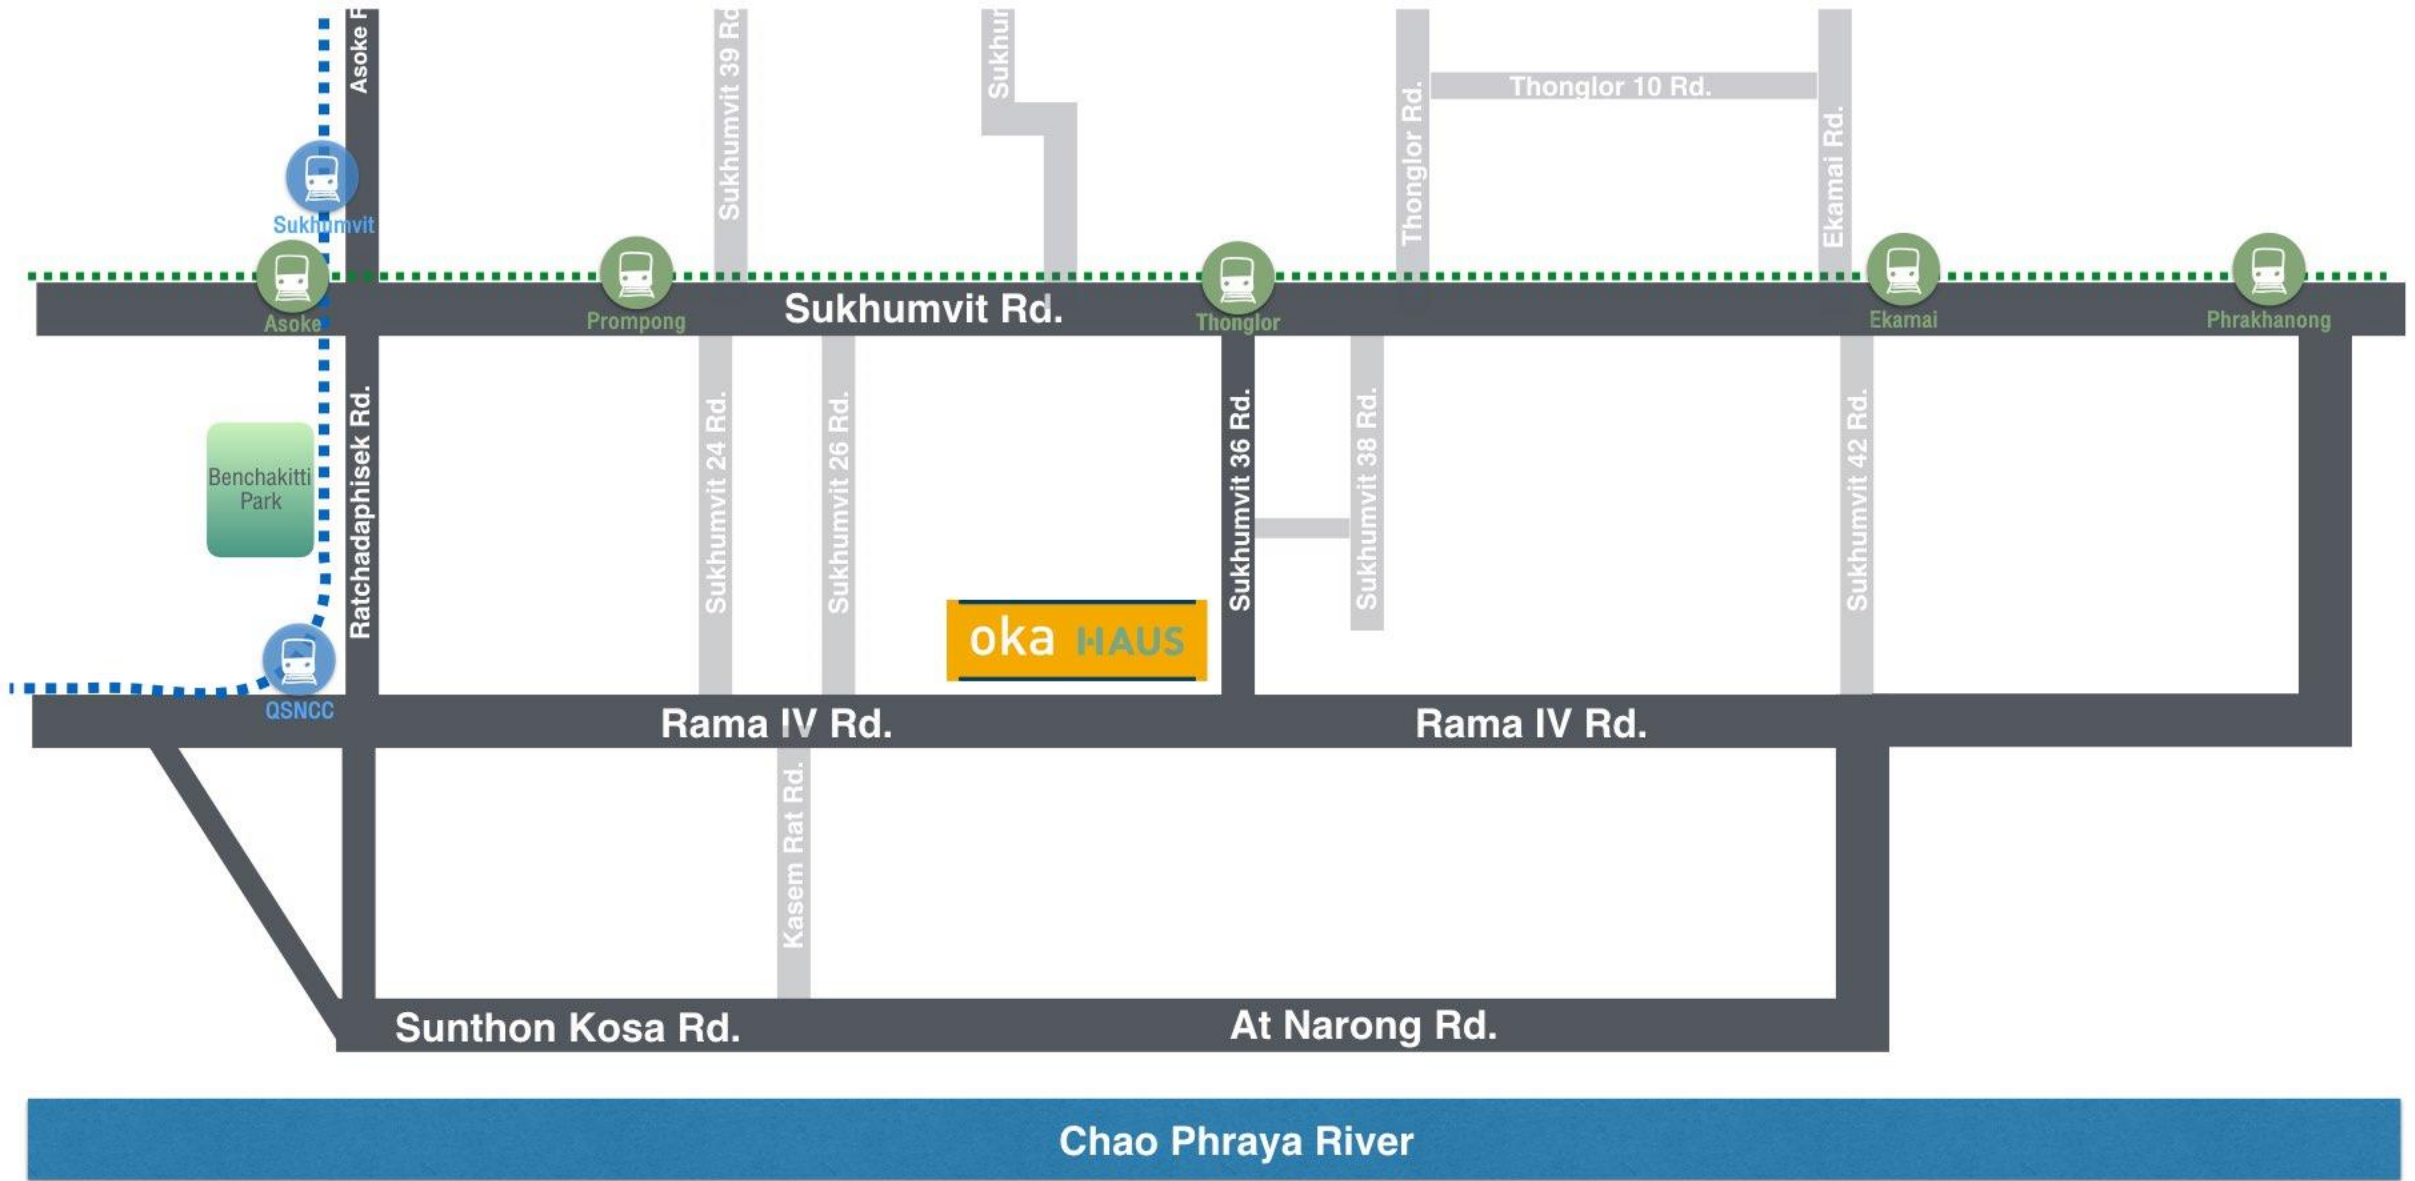 Asoke
Sukhumvit 39 Rd
Thonglor Rd.
Thonglor 10 Rd.
Ekamai Rd.
Sukhumvit
Asoke
Prompong
Sukhumvit Rd.
Thonglor
Ekamai
Phrakhanong
Benchakitti
Park
Ratchadaphisek Rd.
Sukhumvit 24 Rd.
Sukhumvit 26 Rd.
Sukhumvit 36 Rd.
Sukhumvit 38 Rd.
Sukhumvit 42 Rd.
oka HAUS
QSNCC
Rama IV Rd.
Rama IV Rd.
Kasem Rat Rd.
Sunthon Kosa Rd.
At Narong Rd.
Chao Phraya River